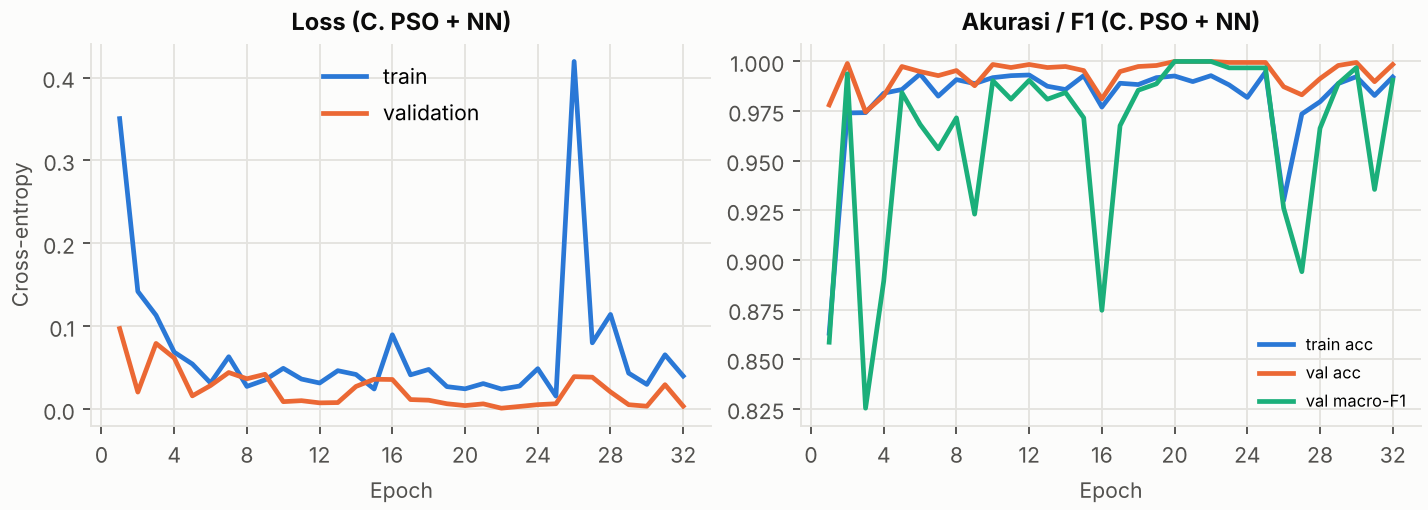 Loss (C. PSO + NN)
train
validation
Cross-entropy
0.4
0.3
0.2
0.1
0.0
0 4 8 12 16 20 24 28 32
Epoch
Akurasi / F1 (C. PSO + NN)
1.000
0.975
0.950
0.925
0.900
0.875
0.850
0.825
train acc
val acc
val macro-F1
0 4 8 12 16 20 24 28 32
Epoch